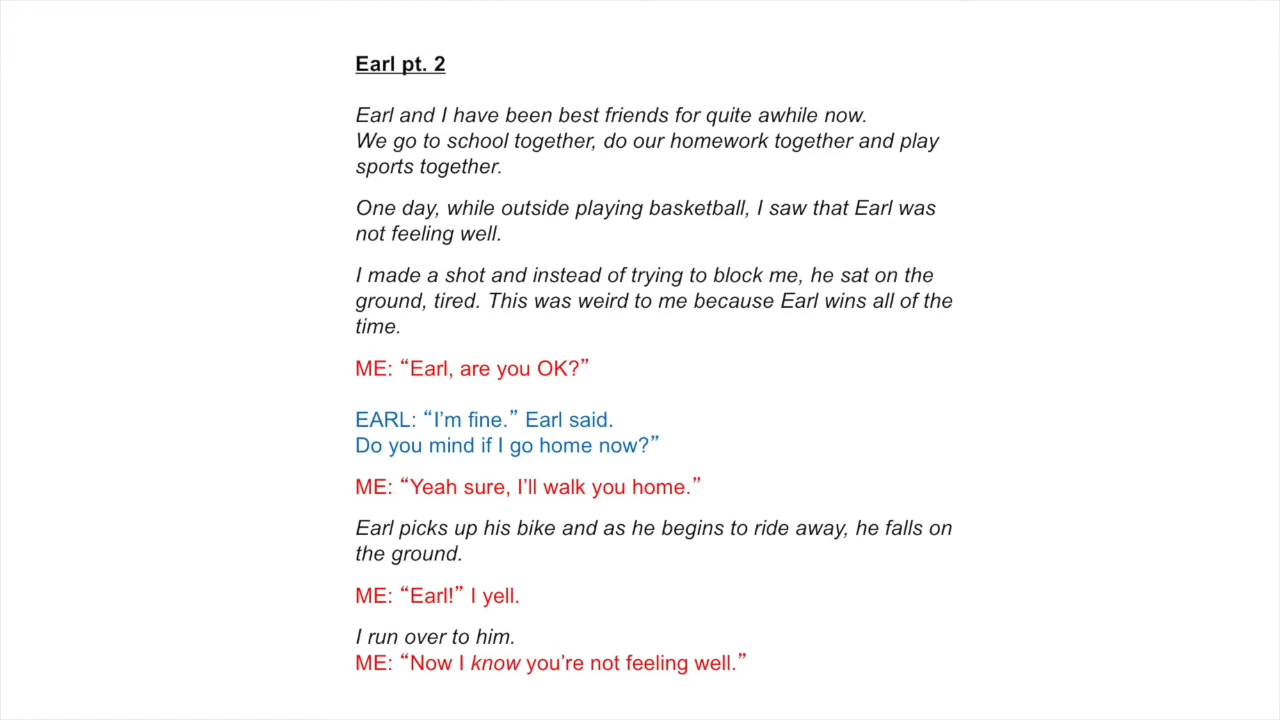 Earl pt. 2
Earl and I have been best friends for quite awhile now.
We go to school together, do our homework together and play
sports together.
One day, while outside playing basketball, I saw that Earl was
not feeling well.
I made a shot and instead of trying to block me, he sat on the
ground, tired. This was weird to me because Earl wins all of the
time.
ME: “Earl, are you OK?”
EARL: “I’m fine.” Earl said.
Do you mind if I go home now?”
ME: “Yeah sure, I’ll walk you home.”
Earl picks up his bike and as he begins to ride away, he falls on
the ground.
ME: “Earl!” I yell.
I run over to him.
ME: “Now I know you’re not feeling well.”